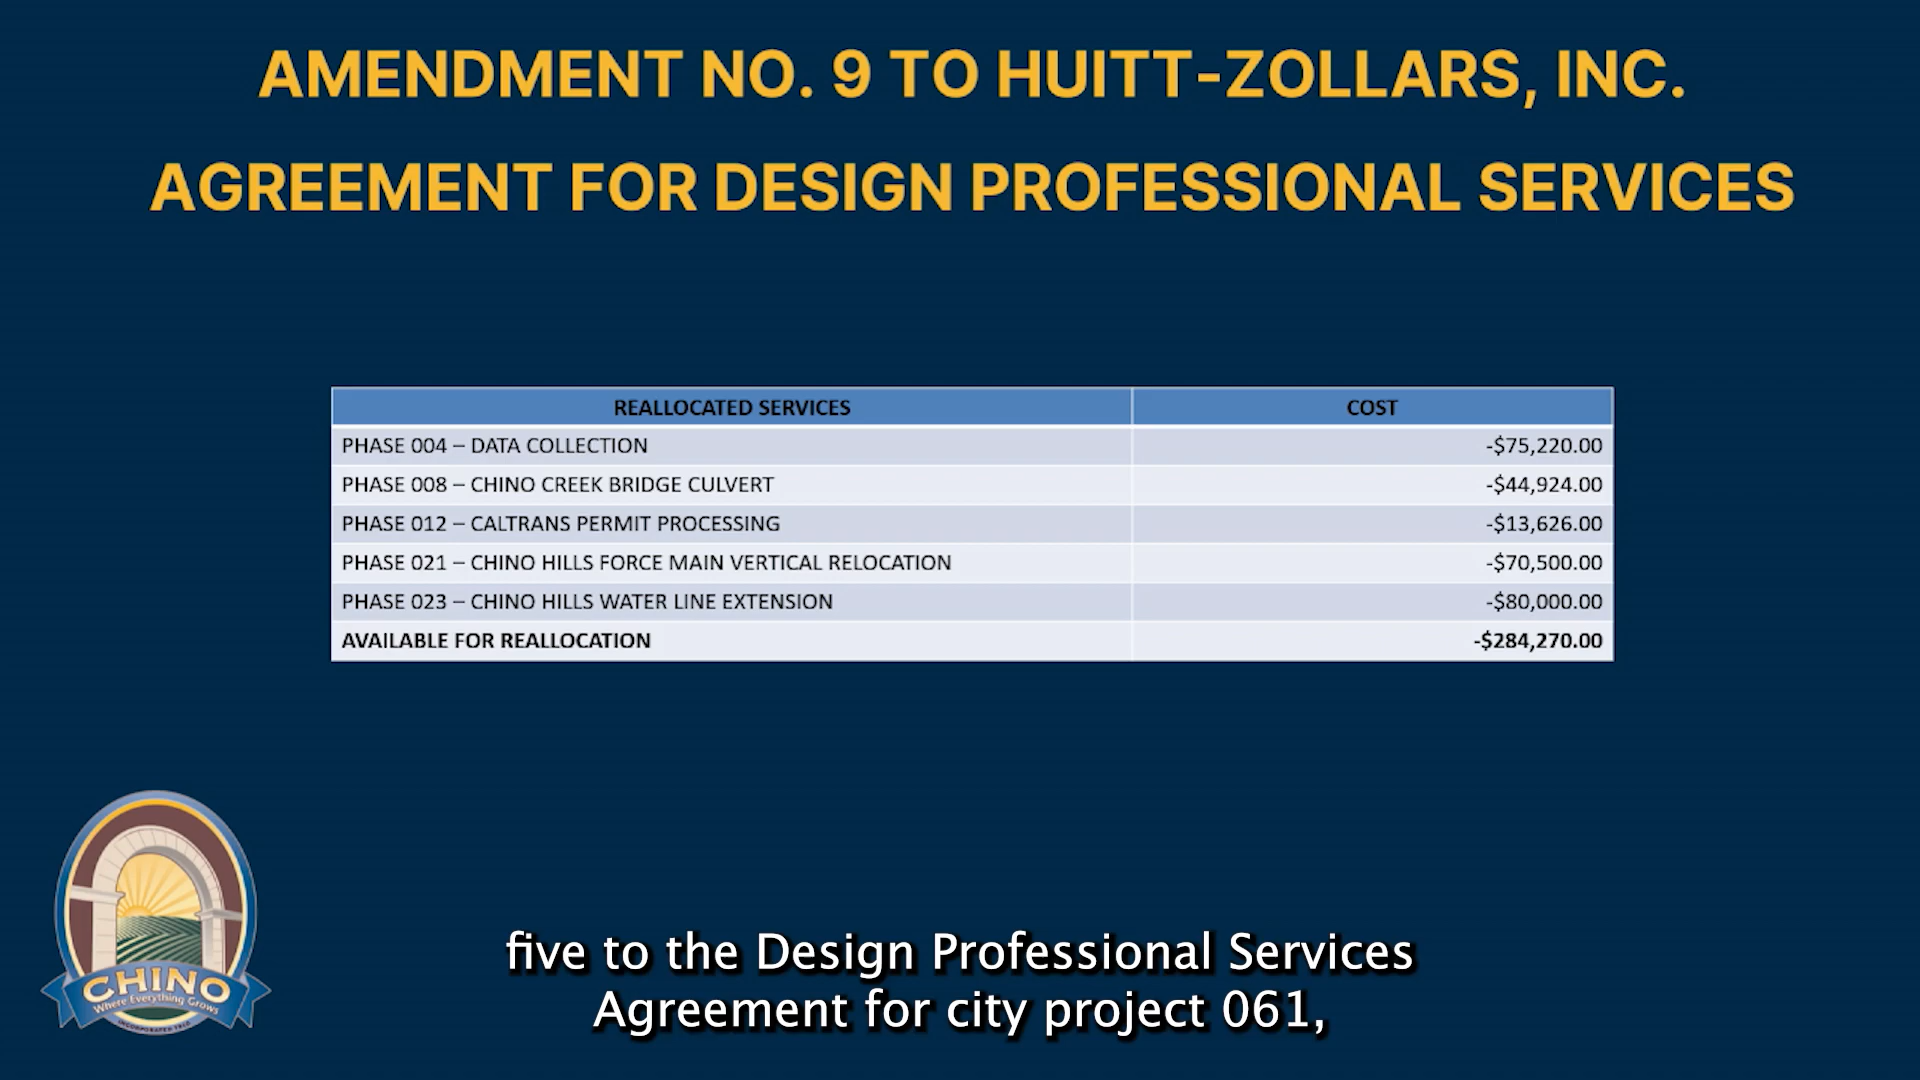 AMENDMENT NO. 9 TO HUITT-ZOLLARS, INC.
AGREEMENT FOR DESIGN PROFESSIONAL SERVICES
REALLOCATED SERVICES COST
PHASE 004 – DATA COLLECTION -$75,220.00
PHASE 008 – CHINO CREEK BRIDGE CULVERT -$44,924.00
PHASE 012 – CALTRANS PERMIT PROCESSING -$13,626.00
PHASE 021 – CHINO HILLS FORCE MAIN VERTICAL RELOCATION -$70,500.00
PHASE 023 – CHINO HILLS WATER LINE EXTENSION -$80,000.00
AVAILABLE FOR REALLOCATION -$284,270.00
CHINO
Where Everything Grows
INCORPORATED 1910
five to the Design Professional Services
Agreement for city project 061,